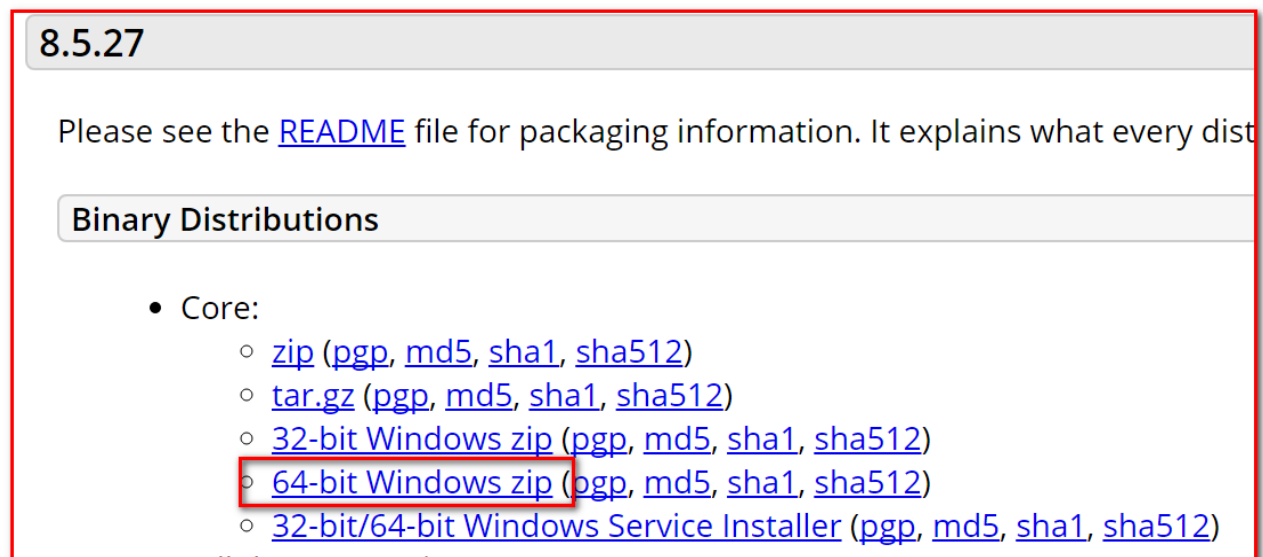 8.5.27
Please see the README file for packaging information. It explains what every dist
Binary Distributions
Core:
zip (pgp, md5, sha1, sha512)
tar.gz (pgp, md5, sha1, sha512)
32-bit Windows zip (pgp, md5, sha1, sha512)
64-bit Windows zip (pgp, md5, sha1, sha512)
32-bit/64-bit Windows Service Installer (pgp, md5, sha1, sha512)